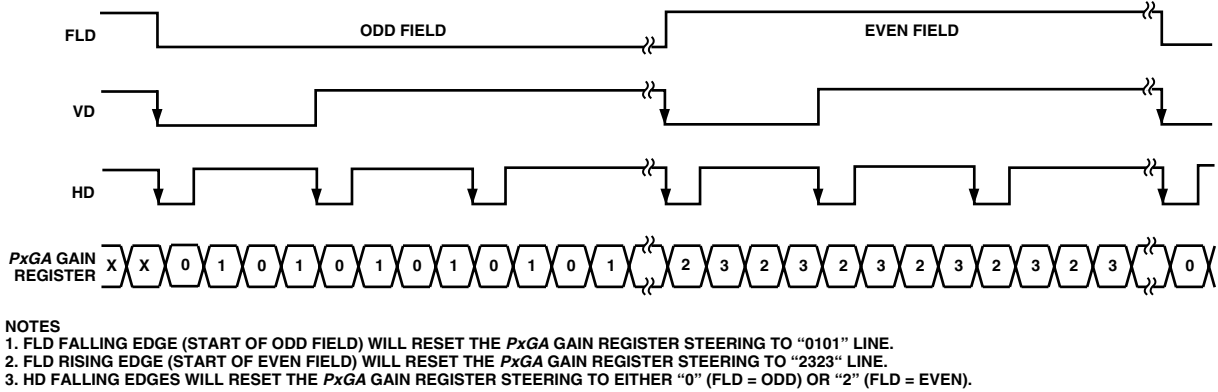 FLD ODD FIELD EVEN FIELD
VD
HD
PxGA GAIN REGISTER X X 0 1 0 1 0 1 0 1 0 1 0 1 2 3 2 3 2 3 2 3 2 3 2 3 0
NOTES
1. FLD FALLING EDGE (START OF ODD FIELD) WILL RESET THE PxGA GAIN REGISTER STEERING TO “0101” LINE.
2. FLD RISING EDGE (START OF EVEN FIELD) WILL RESET THE PxGA GAIN REGISTER STEERING TO “2323“ LINE.
3. HD FALLING EDGES WILL RESET THE PxGA GAIN REGISTER STEERING TO EITHER “0” (FLD = ODD) OR “2” (FLD = EVEN).